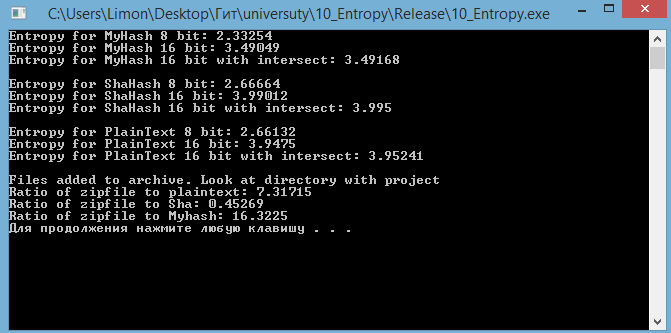 C:\Users\Limon\Desktop\Гит\universuty\10_Entropy\Release\10_Entropy.exe
Entropy for MyHash 8 bit: 2.33254
Entropy for MyHash 16 bit: 3.49049
Entropy for MyHash 16 bit with intersect: 3.49168
Entropy for ShaHash 8 bit: 2.66664
Entropy for ShaHash 16 bit: 3.99012
Entropy for ShaHash 16 bit with intersect: 3.995
Entropy for PlainText 8 bit: 2.66132
Entropy for PlainText 16 bit: 3.9475
Entropy for PlainText 16 bit with intersect: 3.95241
Files added to archive. Look at directory with project
Ratio of zipfile to plaintext: 7.31715
Ratio of zipfile to Sha: 0.45269
Ratio of zipfile to Myhash: 16.3225
Для продолжения нажмите любую клавишу . . .